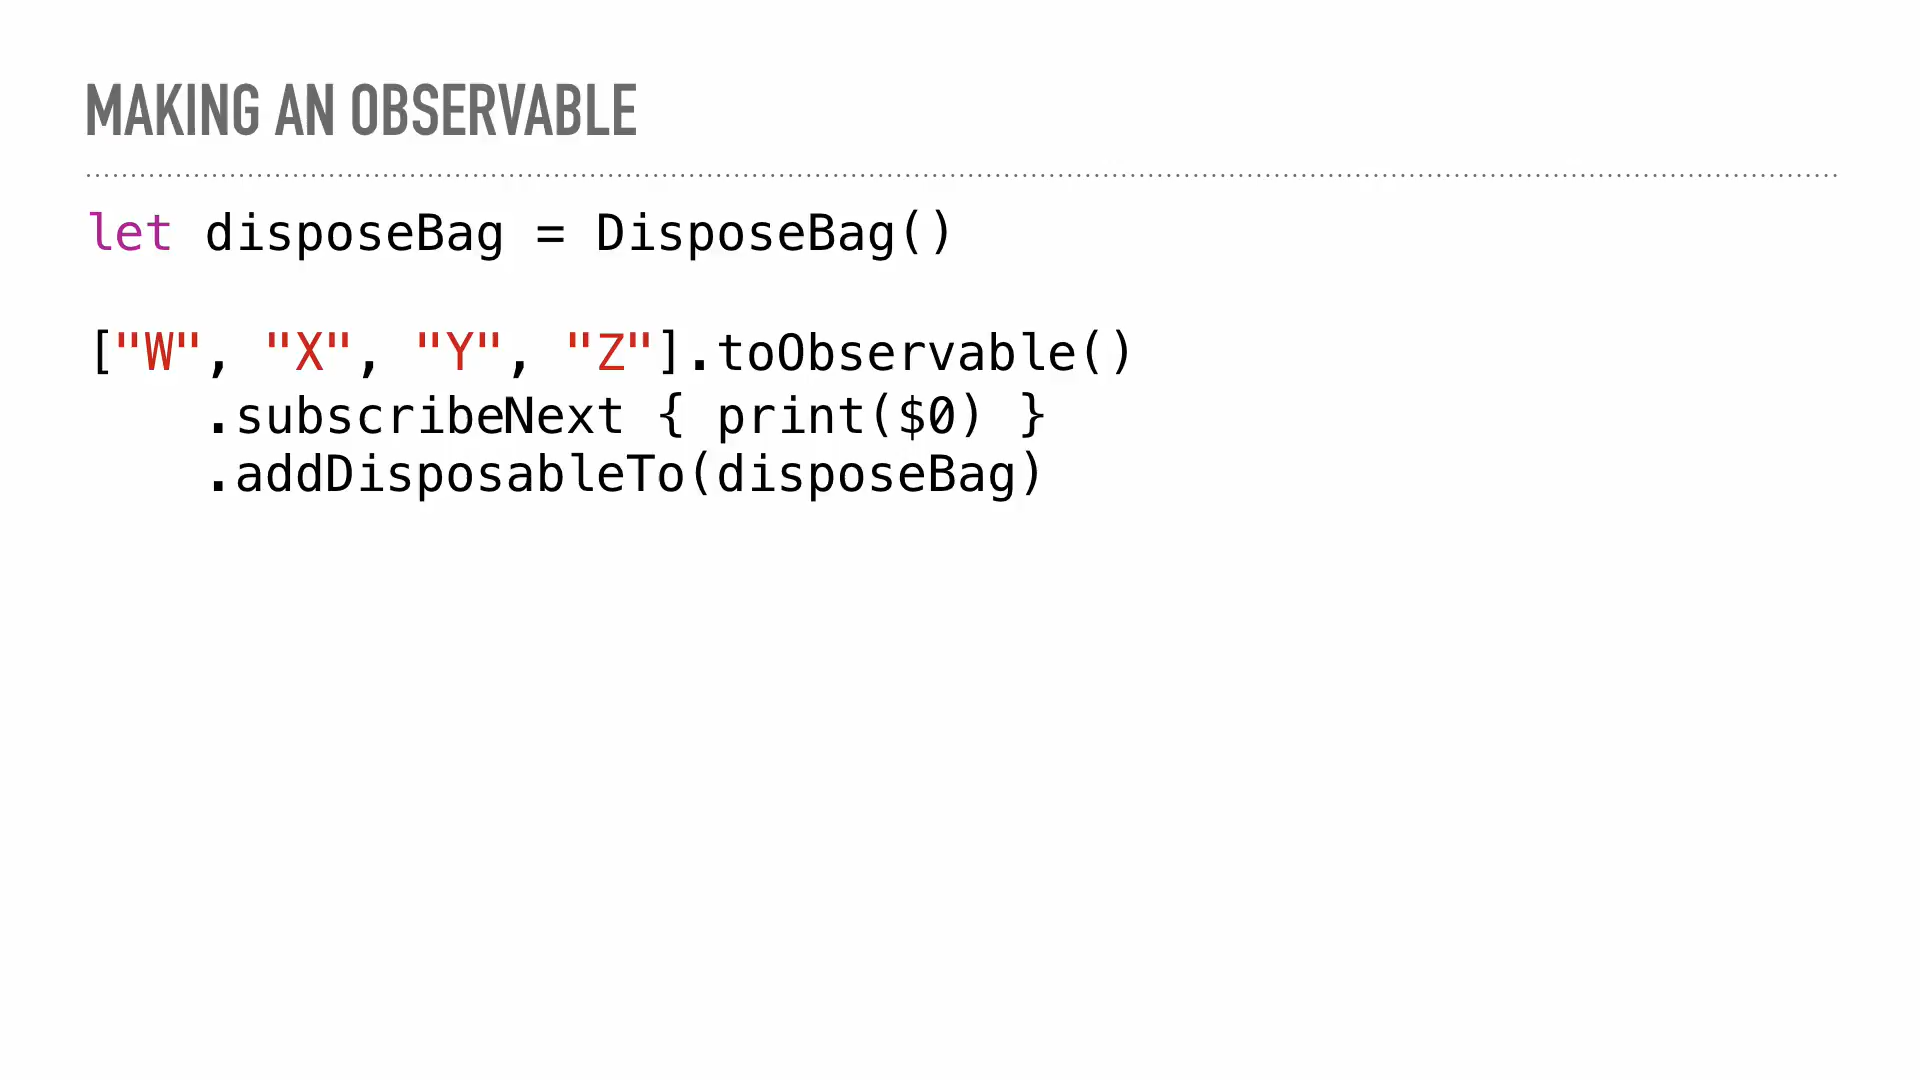 MAKING AN OBSERVABLE
let disposeBag = DisposeBag()
["W", "X", "Y", "Z"].toObservable()
    .subscribeNext { print($0) }
    .addDisposableTo(disposeBag)